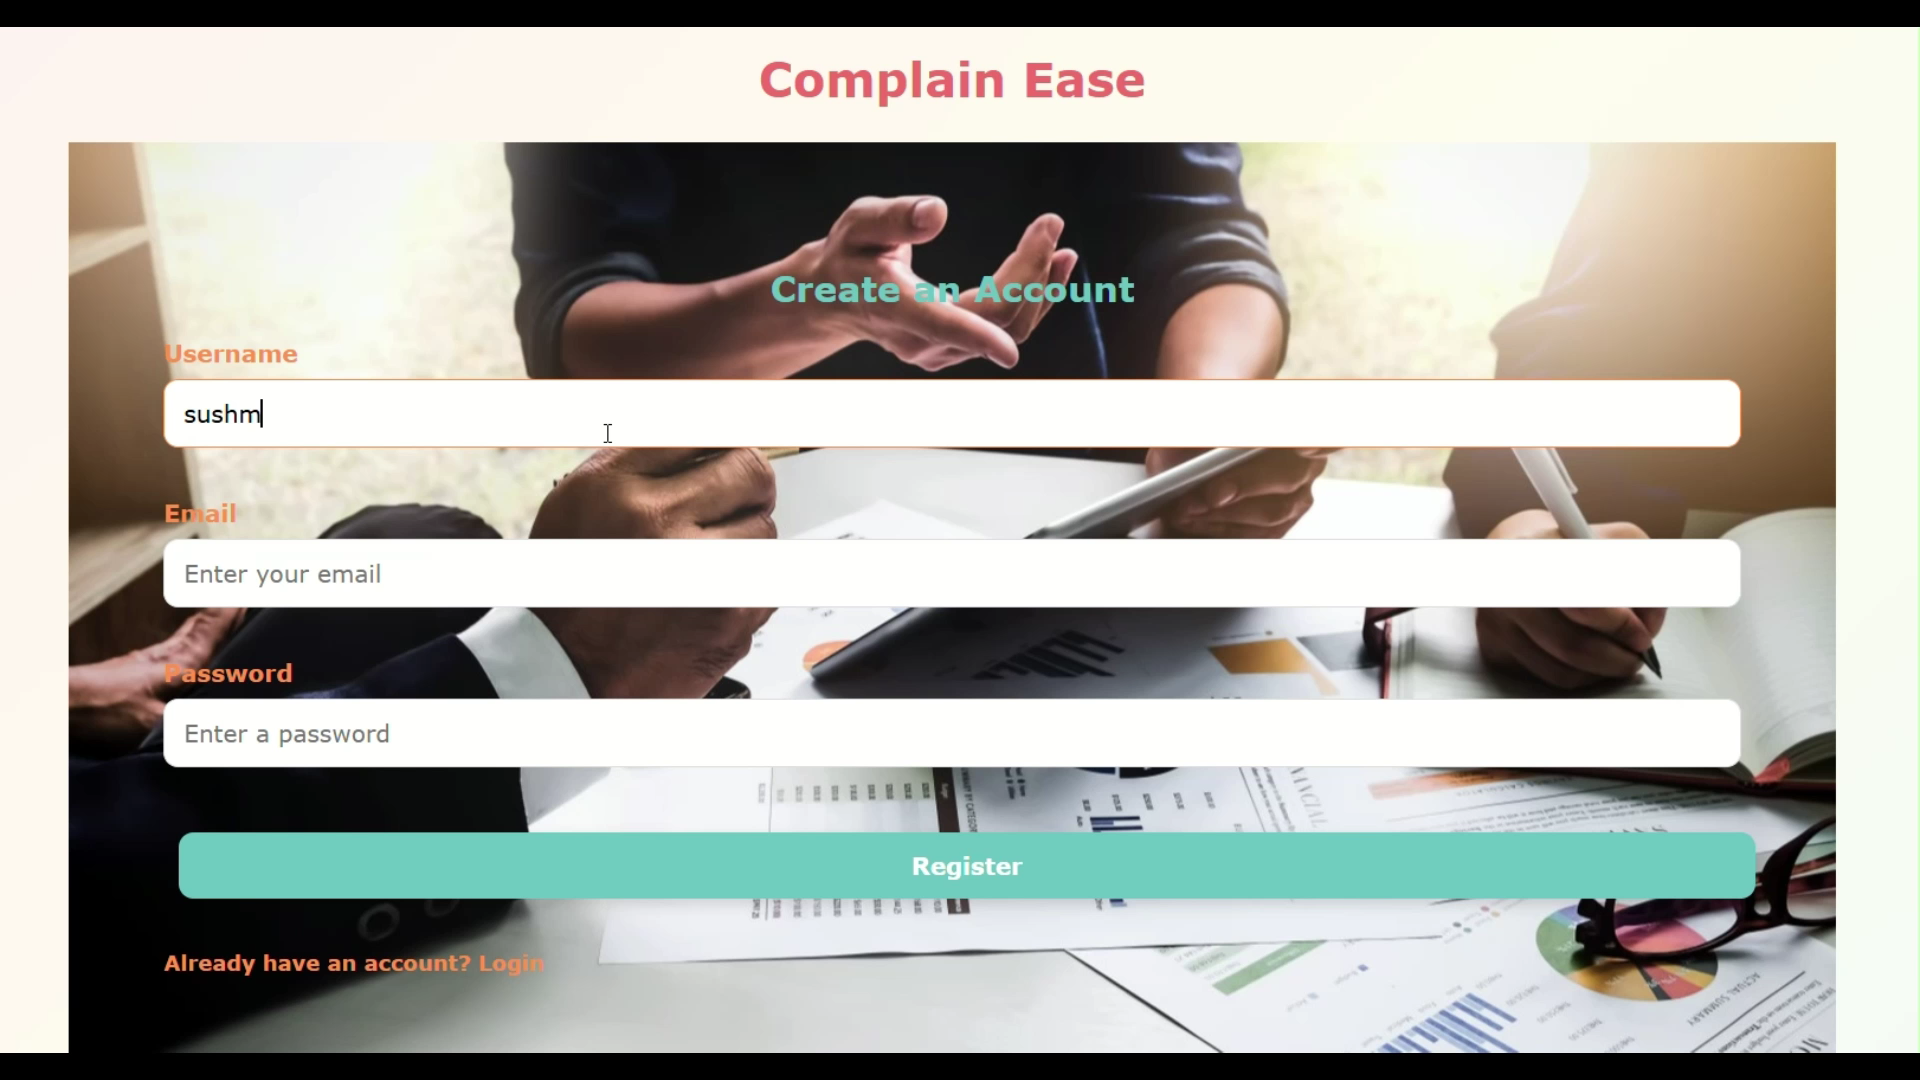 Complain Ease
Create an Account
Username
sushm
Email
Enter your email
Password
Enter a password
Register
Already have an account? Login